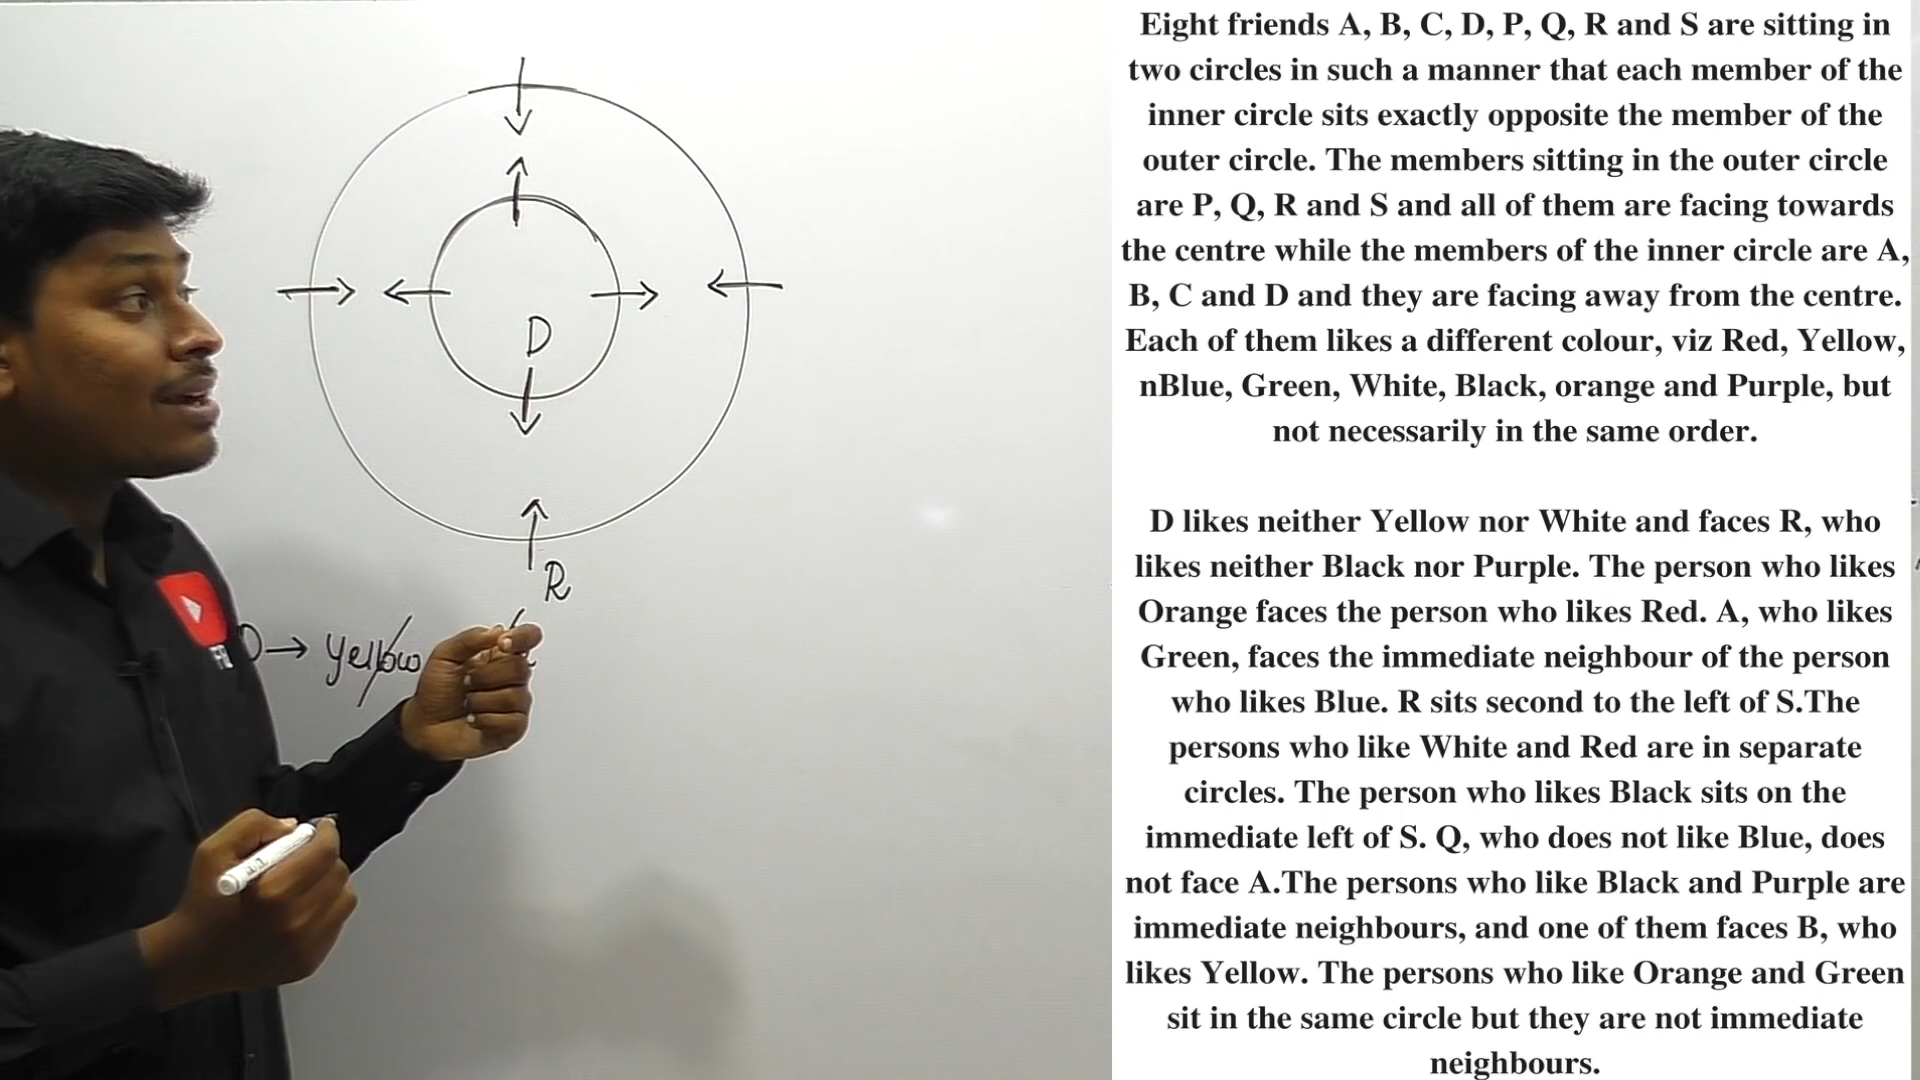 Eight friends A, B, C, D, P, Q, R and S are sitting in
two circles in such a manner that each member of the
inner circle sits exactly opposite the member of the
outer circle. The members sitting in the outer circle
are P, Q, R and S and all of them are facing towards
the centre while the members of the inner circle are A,
B, C and D and they are facing away from the centre.
Each of them likes a different colour, viz Red, Yellow,
nBlue, Green, White, Black, orange and Purple, but
not necessarily in the same order.
D likes neither Yellow nor White and faces R, who
likes neither Black nor Purple. The person who likes
Orange faces the person who likes Red. A, who likes
Green, faces the immediate neighbour of the person
who likes Blue. R sits second to the left of S.The
persons who like White and Red are in separate
circles. The person who likes Black sits on the
immediate left of S. Q, who does not like Blue, does
not face A.The persons who like Black and Purple are
immediate neighbours, and one of them faces B, who
likes Yellow. The persons who like Orange and Green
sit in the same circle but they are not immediate
neighbours.
D
R
D → yellow